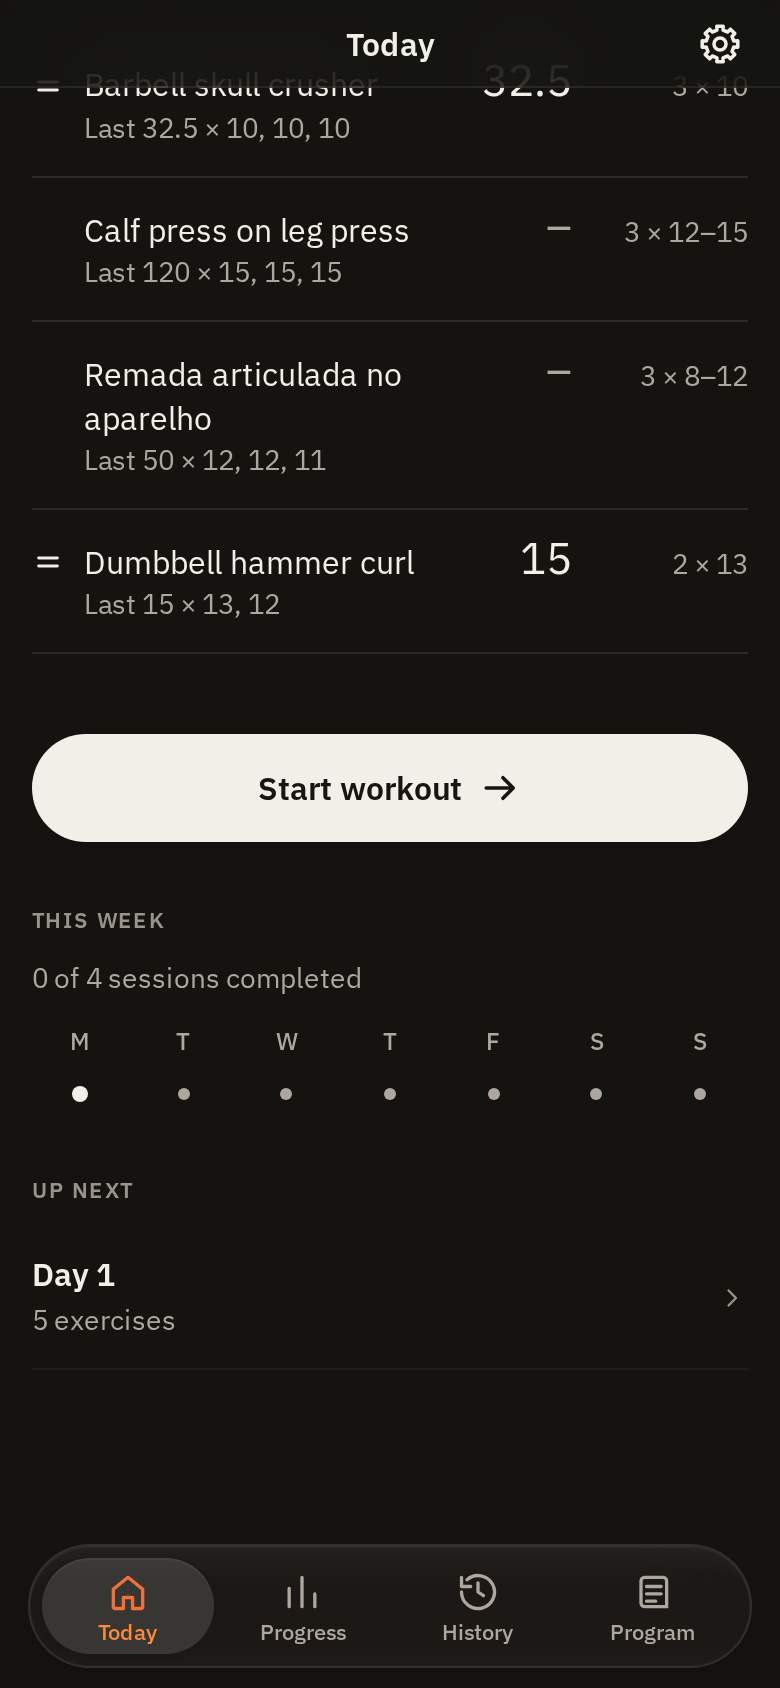 Today
= Barbell skull crusher 32.5 3 × 10
Last 32.5 × 10, 10, 10
Calf press on leg press – 3 × 12–15
Last 120 × 15, 15, 15
Remada articulada no – 3 × 8–12
aparelho
Last 50 × 12, 12, 11
= Dumbbell hammer curl 15 2 × 13
Last 15 × 13, 12
Start workout →
THIS WEEK
0 of 4 sessions completed
M T W T F S S
UP NEXT
Day 1
5 exercises
Today Progress History Program